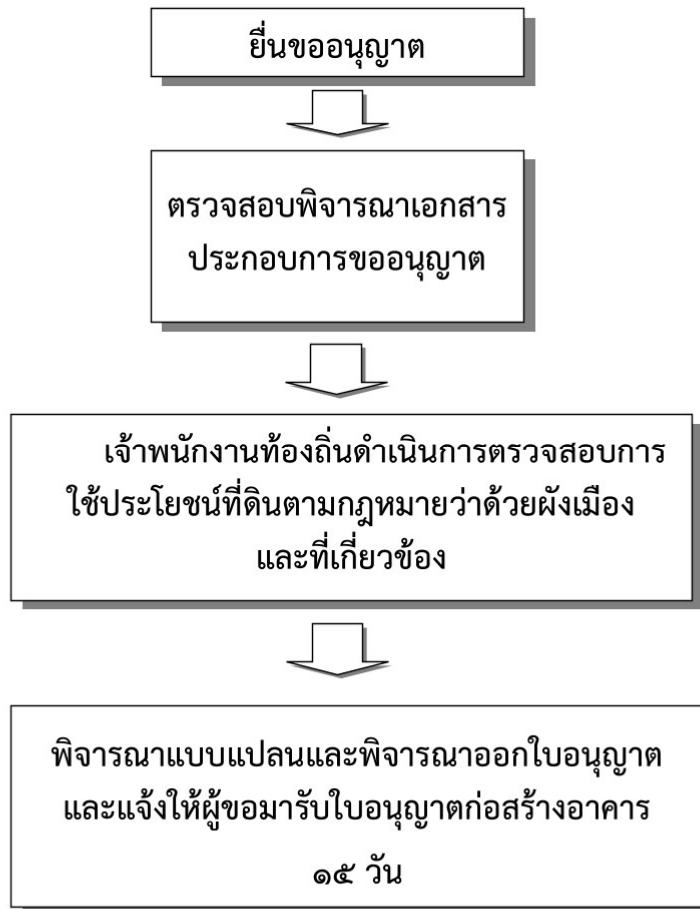 ยื่นขออนุญาต
ตรวจสอบพิจารณาเอกสาร
ประกอบการขออนุญาต
เจ้าพนักงานท้องถิ่นดำเนินการตรวจสอบการ
ใช้ประโยชน์ที่ดินตามกฎหมายว่าด้วยผังเมือง
และที่เกี่ยวข้อง
พิจารณาแบบแปลนและพิจารณาออกใบอนุญาต
และแจ้งให้ผู้ขอมารับใบอนุญาตก่อสร้างอาคาร
๑๕ วัน